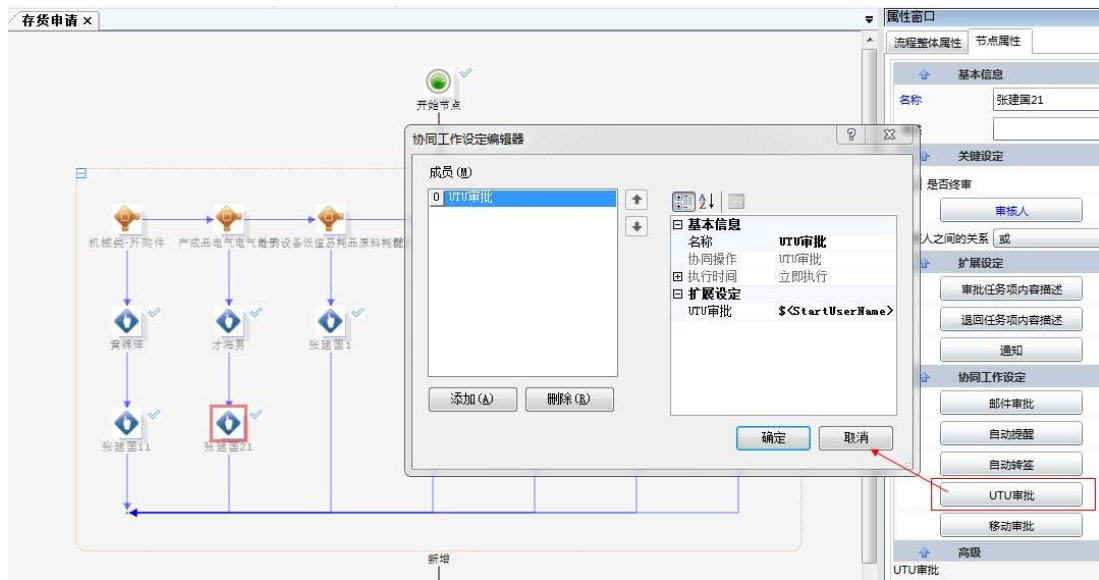 存货申请 ×
开始节点
机械类-外购件
产成品电气
黄锦辉
才海男
张建国1
张建国11
张建国21
新增
协同工作设定编辑器
成员(M)
0 UTU审批
添加(A)
删除(R)
基本信息
名称 UTU审批
协同操作 UTU审批
执行时间 立即执行
扩展设定
UTU审批 $<StartUserName>
确定
取消
属性窗口
流程整体属性
节点属性
基本信息
名称 张建国21
关键设定
是否终审
审核人
人之间的关系 或
扩展设定
审批任务项内容描述
退回任务项内容描述
通知
协同工作设定
邮件审批
自动提醒
自动转签
UTU审批
移动审批
高级
UTU审批